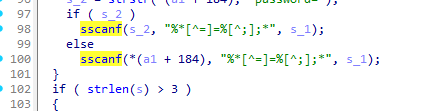 s_2 = strstr(*(a1 + 184), "password=");
97 if ( s_2 )
98 sscanf(s_2, "%*[^=]=%[^;];*", s_1);
99 else
100 sscanf(*(a1 + 184), "%*[^=]=%[^;];*", s_1);
101 }
102 if ( strlen(s) > 3 )
103 {